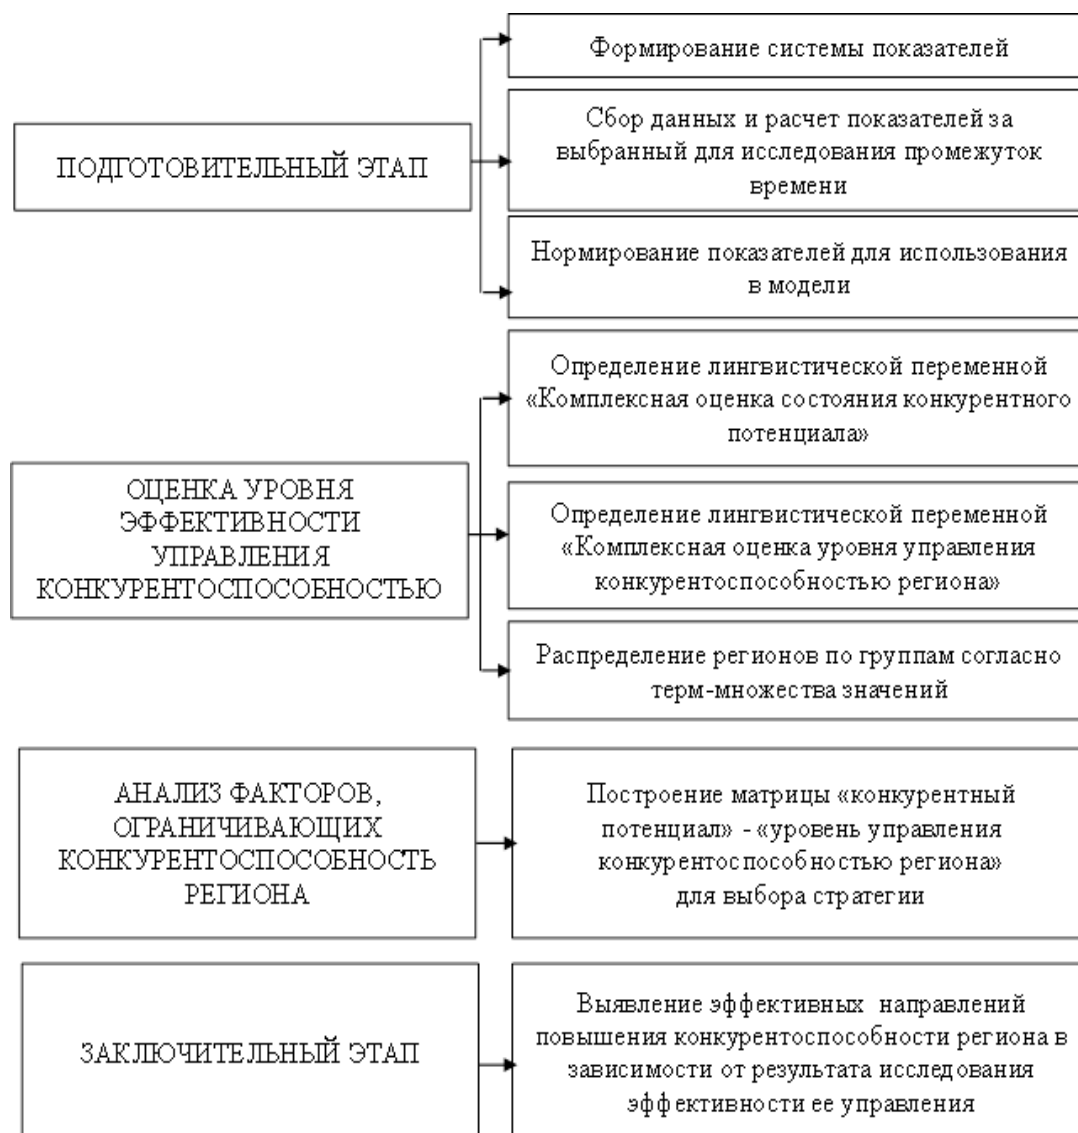 ПОДГОТОВИТЕЛЬНЫЙ ЭТАП
Формирование системы показателей
Сбор данных и расчет показателей за
выбранный для исследования промежуток
времени
Нормирование показателей для использования
в модели
ОЦЕНКА УРОВНЯ
ЭФФЕКТИВНОСТИ
УПРАВЛЕНИЯ
КОНКУРЕНТОСПОСОБНОСТЬЮ
Определение лингвистической переменной
«Комплексная оценка состояния конкурентного
потенциала»
Определение лингвистической переменной
«Комплексная оценка уровня управления
конкурентоспособностью региона»
Распределение регионов по группам согласно
терм-множества значений
АНАЛИЗ ФАКТОРОВ,
ОГРАНИЧИВАЮЩИХ
КОНКУРЕНТОСПОСОБНОСТЬ
РЕГИОНА
Построение матрицы «конкурентный
потенциал» - «уровень управления
конкурентоспособностью региона»
для выбора стратегии
ЗАКЛЮЧИТЕЛЬНЫЙ ЭТАП
Выявление эффективных направлений
повышения конкурентоспособности региона в
зависимости от результата исследования
эффективности ее управления